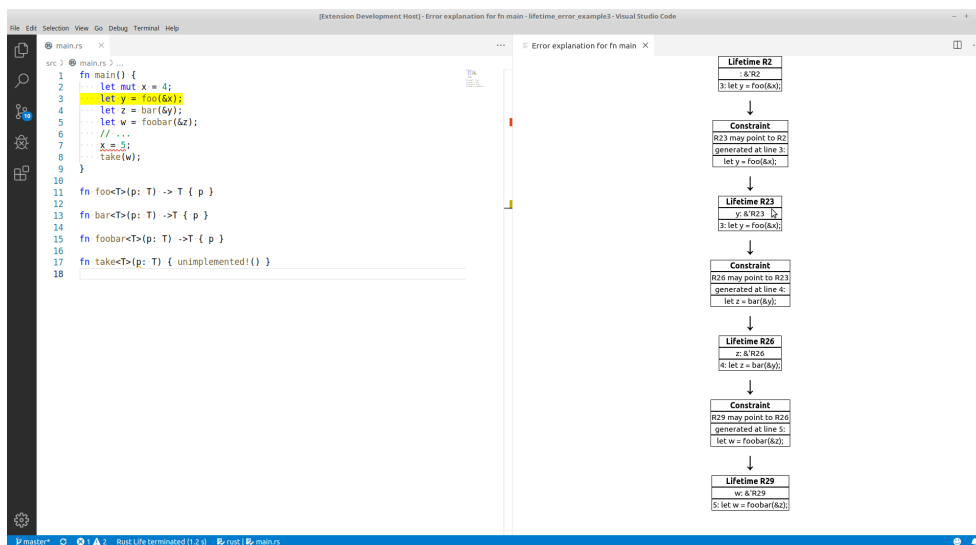 [Extension Development Host] - Error explanation for fn main - lifetime_error_example3 - Visual Studio Code
File Edit Selection View Go Debug Terminal Help
main.rs
Error explanation for fn main
src > main.rs > ...
1 fn main() {
2 let mut x = 4;
3 let y = foo(&x);
4 let z = bar(&y);
5 let w = foobar(&z);
6 // ...
7 x = 5;
8 take(w);
9 }
10
11 fn foo<T>(p: T) -> T { p }
12
13 fn bar<T>(p: T) ->T { p }
14
15 fn foobar<T>(p: T) ->T { p }
16
17 fn take<T>(p: T) { unimplemented!() }
18
Lifetime R2
: &'R2
3: let y = foo(&x);
Constraint
R23 may point to R2
generated at line 3:
let y = foo(&x);
Lifetime R23
y: &'R23
3: let y = foo(&x);
Constraint
R26 may point to R23
generated at line 4:
let z = bar(&y);
Lifetime R26
z: &'R26
4: let z = bar(&y);
Constraint
R29 may point to R26
generated at line 5:
let w = foobar(&z);
Lifetime R29
w: &'R29
5: let w = foobar(&z);
10
master* 1 2 Rust Life terminated (1.2 s) rust | main.rs